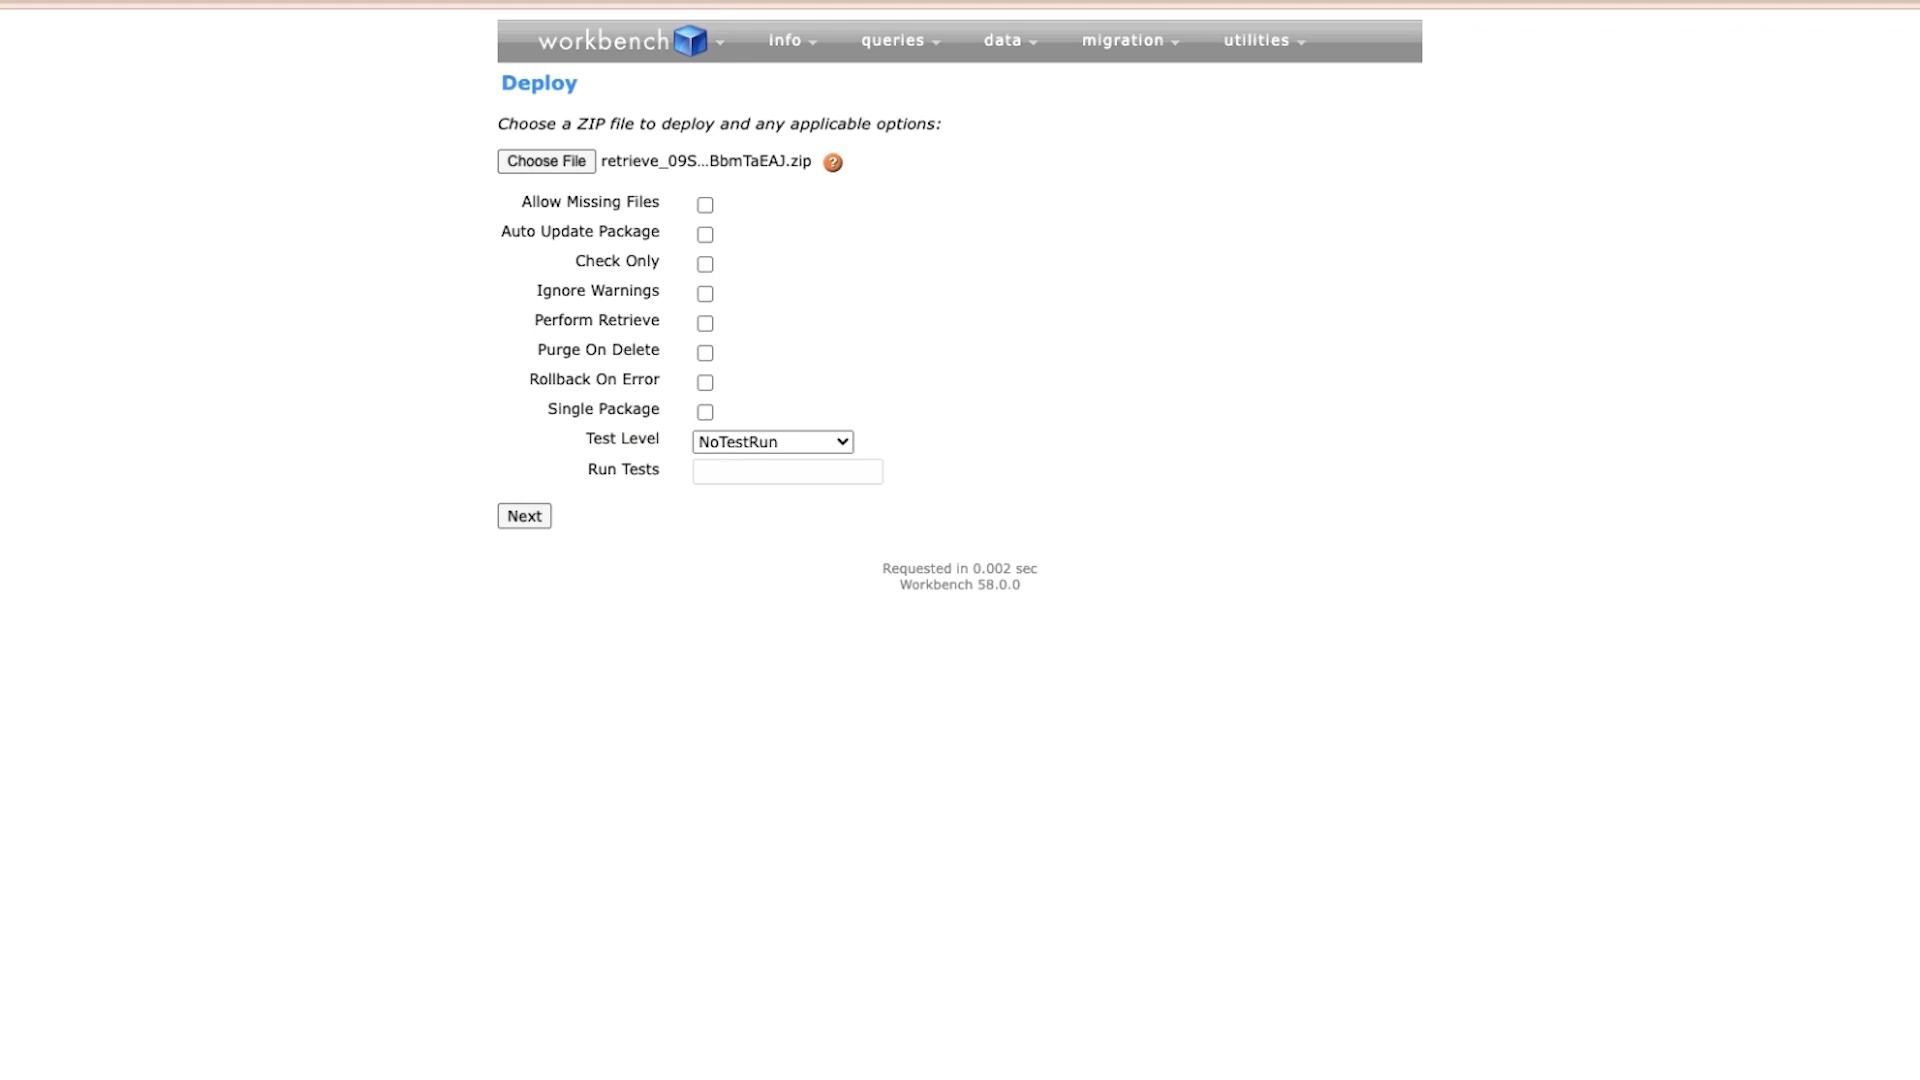 workbench info queries data migration utilities
Deploy
Choose a ZIP file to deploy and any applicable options:
Choose File retrieve_09S...BbmTaEAJ.zip ?
Allow Missing Files
Auto Update Package
Check Only
Ignore Warnings
Perform Retrieve
Purge On Delete
Rollback On Error
Single Package
Test Level NoTestRun
Run Tests
Next
Requested in 0.002 sec
Workbench 58.0.0